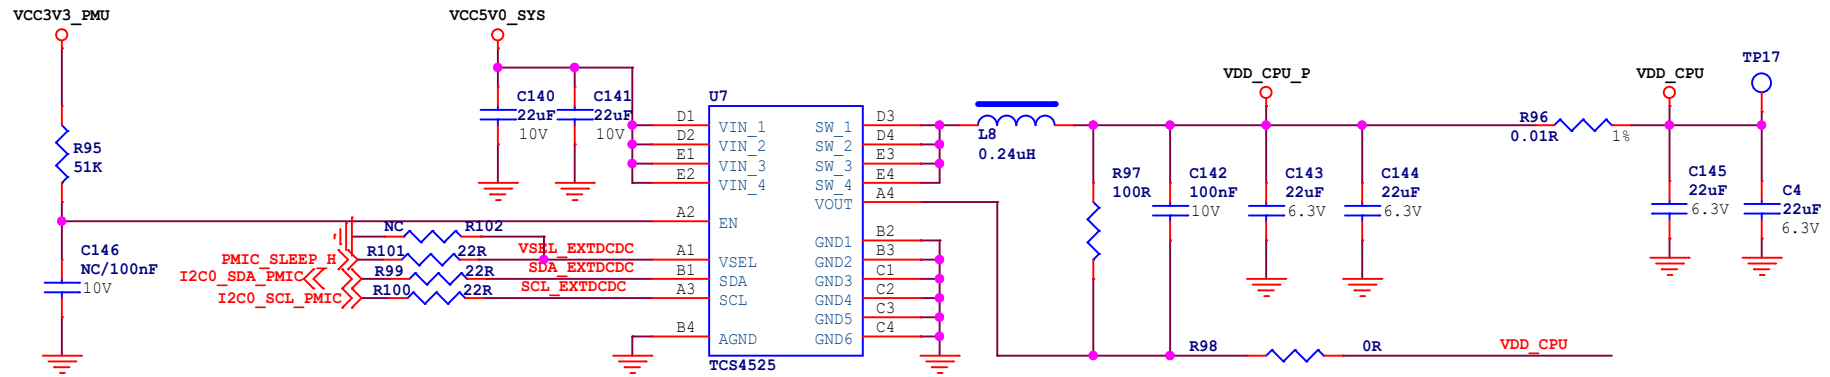 VCC3V3_PMU
R95
51K
C146
NC/100nF
10V
VCC5V0_SYS
C140
22uF
10V
C141
22uF
10V
NC
R102
PMIC_SLEEP_H
R101
22R
VSEL_EXTDCDC
I2C0_SDA_PMIC
R99
22R
SDA_EXTDCDC
I2C0_SCL_PMIC
R100
22R
SCL_EXTDCDC
U7
D1 VIN_1
D2 VIN_2
E1 VIN_3
E2 VIN_4
A2 EN
A1 VSEL
B1 SDA
A3 SCL
B4 AGND
SW_1 D3
SW_2 D4
SW_3 E3
SW_4 E4
VOUT A4
GND1 B2
GND2 B3
GND3 C1
GND4 C2
GND5 C3
GND6 C4
TCS4525
L8
0.24uH
R97
100R
C142
100nF
10V
VDD_CPU_P
C143
22uF
6.3V
C144
22uF
6.3V
R96
0.01R
1%
VDD_CPU
TP17
C145
22uF
6.3V
C4
22uF
6.3V
R98
0R
VDD_CPU